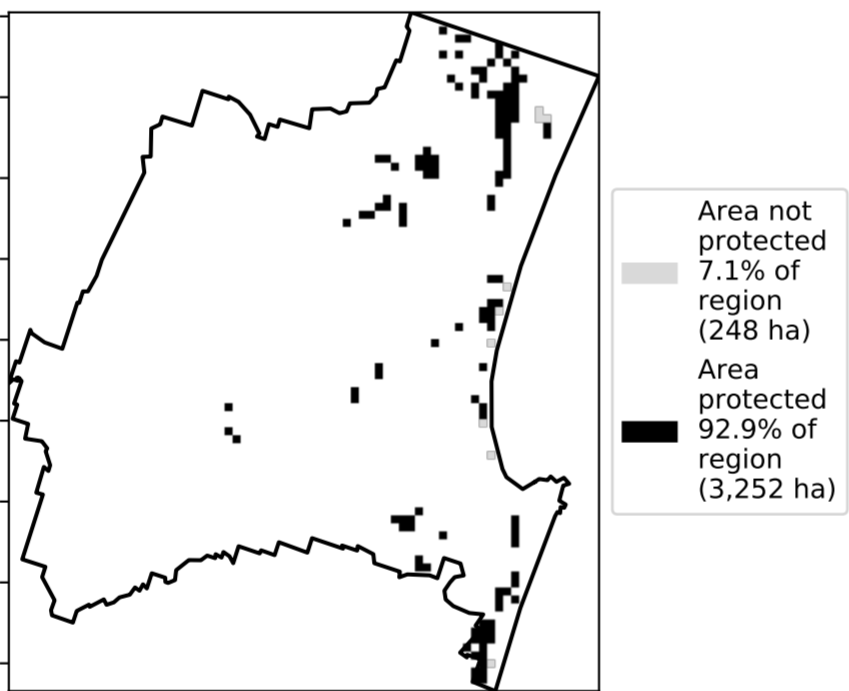 Area not
protected
7.1% of
region
(248 ha)
Area
protected
92.9% of
region
(3,252 ha)